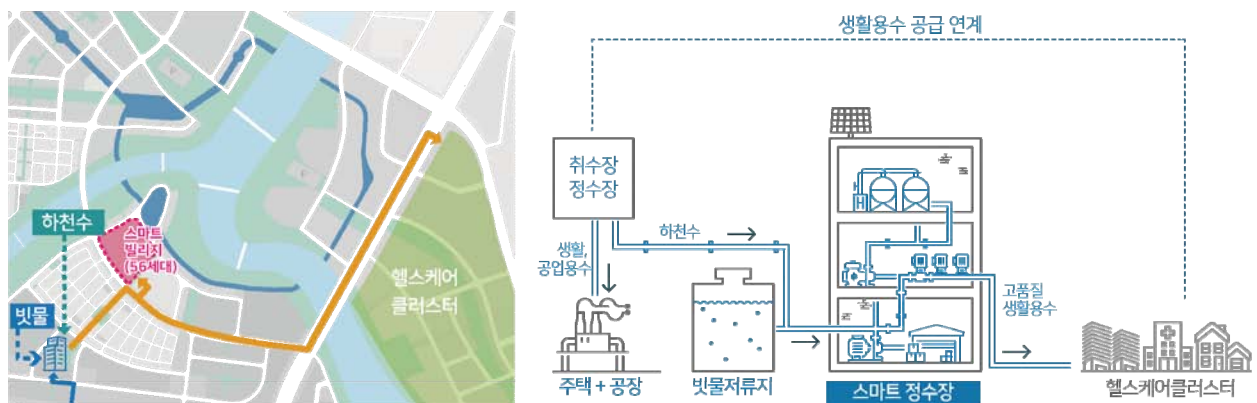 하천수
스마트
빌리지
(56세대)
빗물
헬스케어
클러스터
생활용수 공급 연계
취수장
정수장
하천수
생활,
공업용수
고품질
생활용수
주택 + 공장
빗물저류지
스마트 정수장
헬스케어클러스터